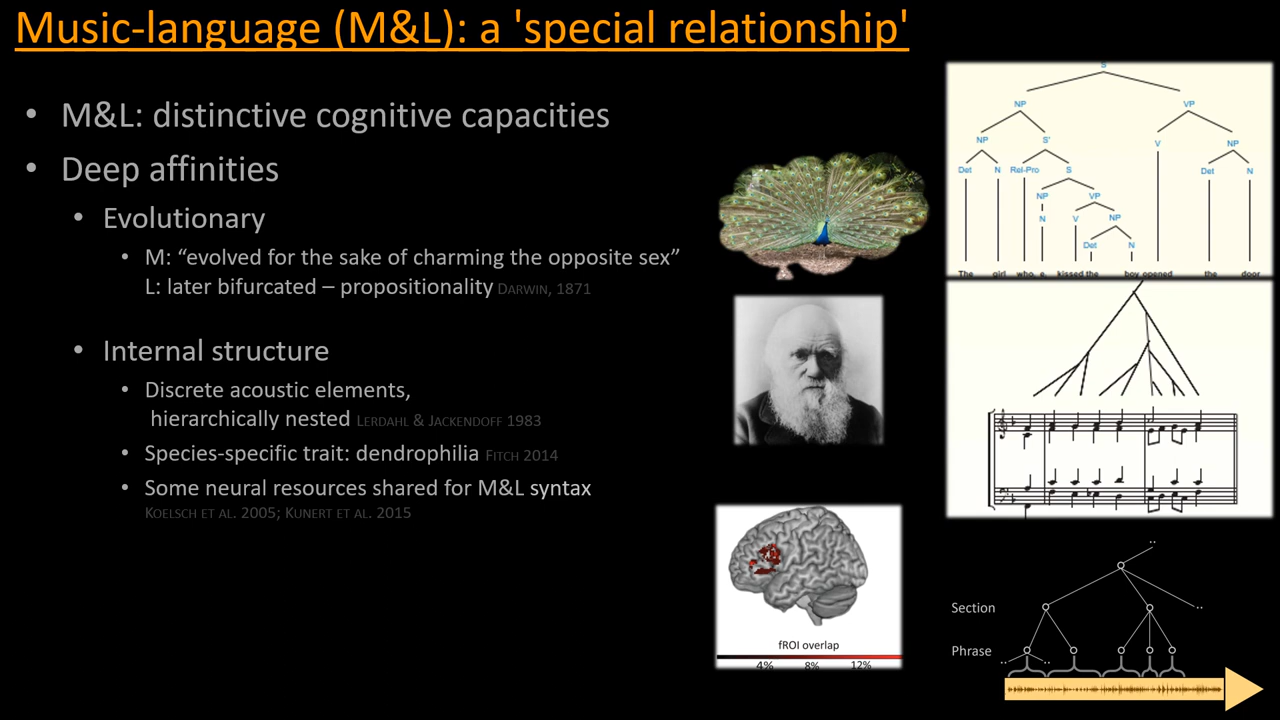 Music-language (M&L): a 'special relationship'
• M&L: distinctive cognitive capacities
• Deep affinities
• Evolutionary
• M: “evolved for the sake of charming the opposite sex”
L: later bifurcated – propositionality DARWIN, 1871
• Internal structure
• Discrete acoustic elements,
hierarchically nested LERDAHL & JACKENDOFF 1983
• Species-specific trait: dendrophilia FITCH 2014
• Some neural resources shared for M&L syntax
KOELSCH ET AL. 2005; KUNERT ET AL. 2015
fROI overlap
4% 8% 12%
S
NP VP
NP S' V NP
Det N Rel-Pro S Det N
NP VP
N V NP
Det N
The girl who e kissed the boy opened the door
..
Section ..
Phrase
.. ..